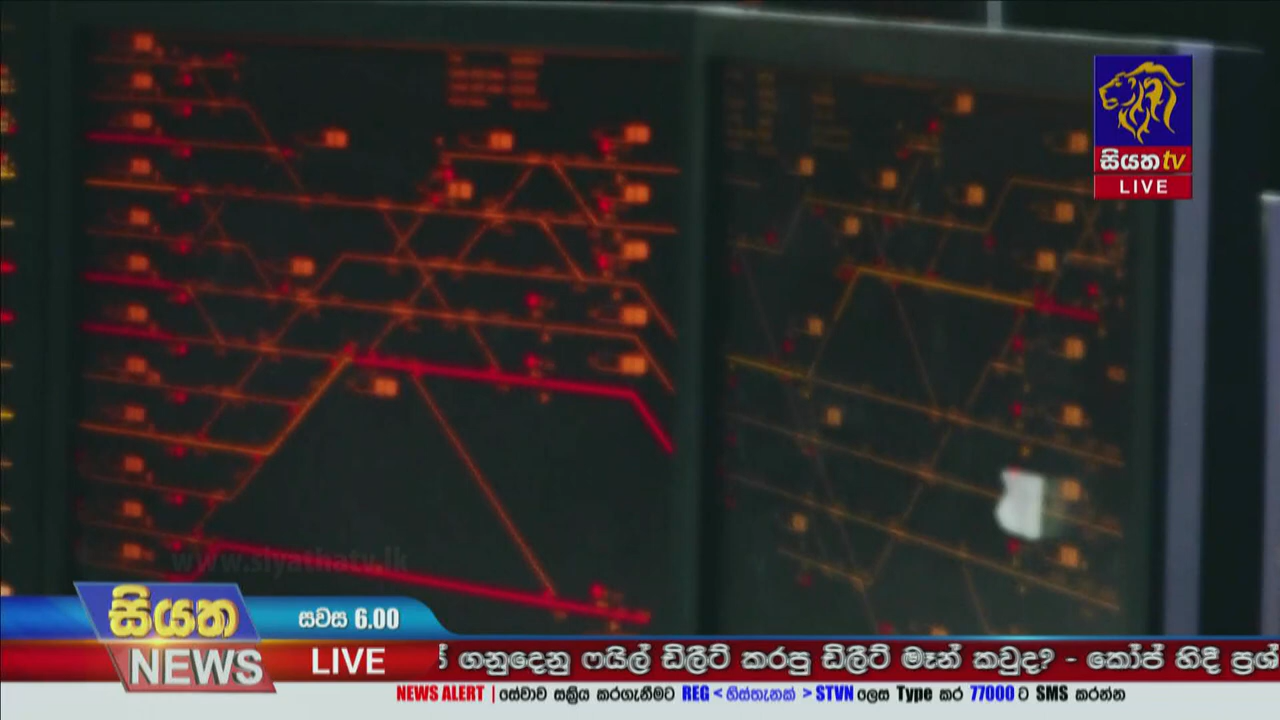 සියත tv
LIVE
www.siyathatv.lk
සියත
සවස 6.00
NEWS
LIVE
ගනුදෙනු ෆයිල් ඩිලීට් කරපු ඩිලීට් මෑන් කවුද? - කෝප් හිදී ප්‍රශ්
NEWS ALERT | සේවාව සක්‍රිය කරගැනීමට REG < හිස්තැනක් > STVN ලෙස Type කර 77000 ට SMS කරන්න